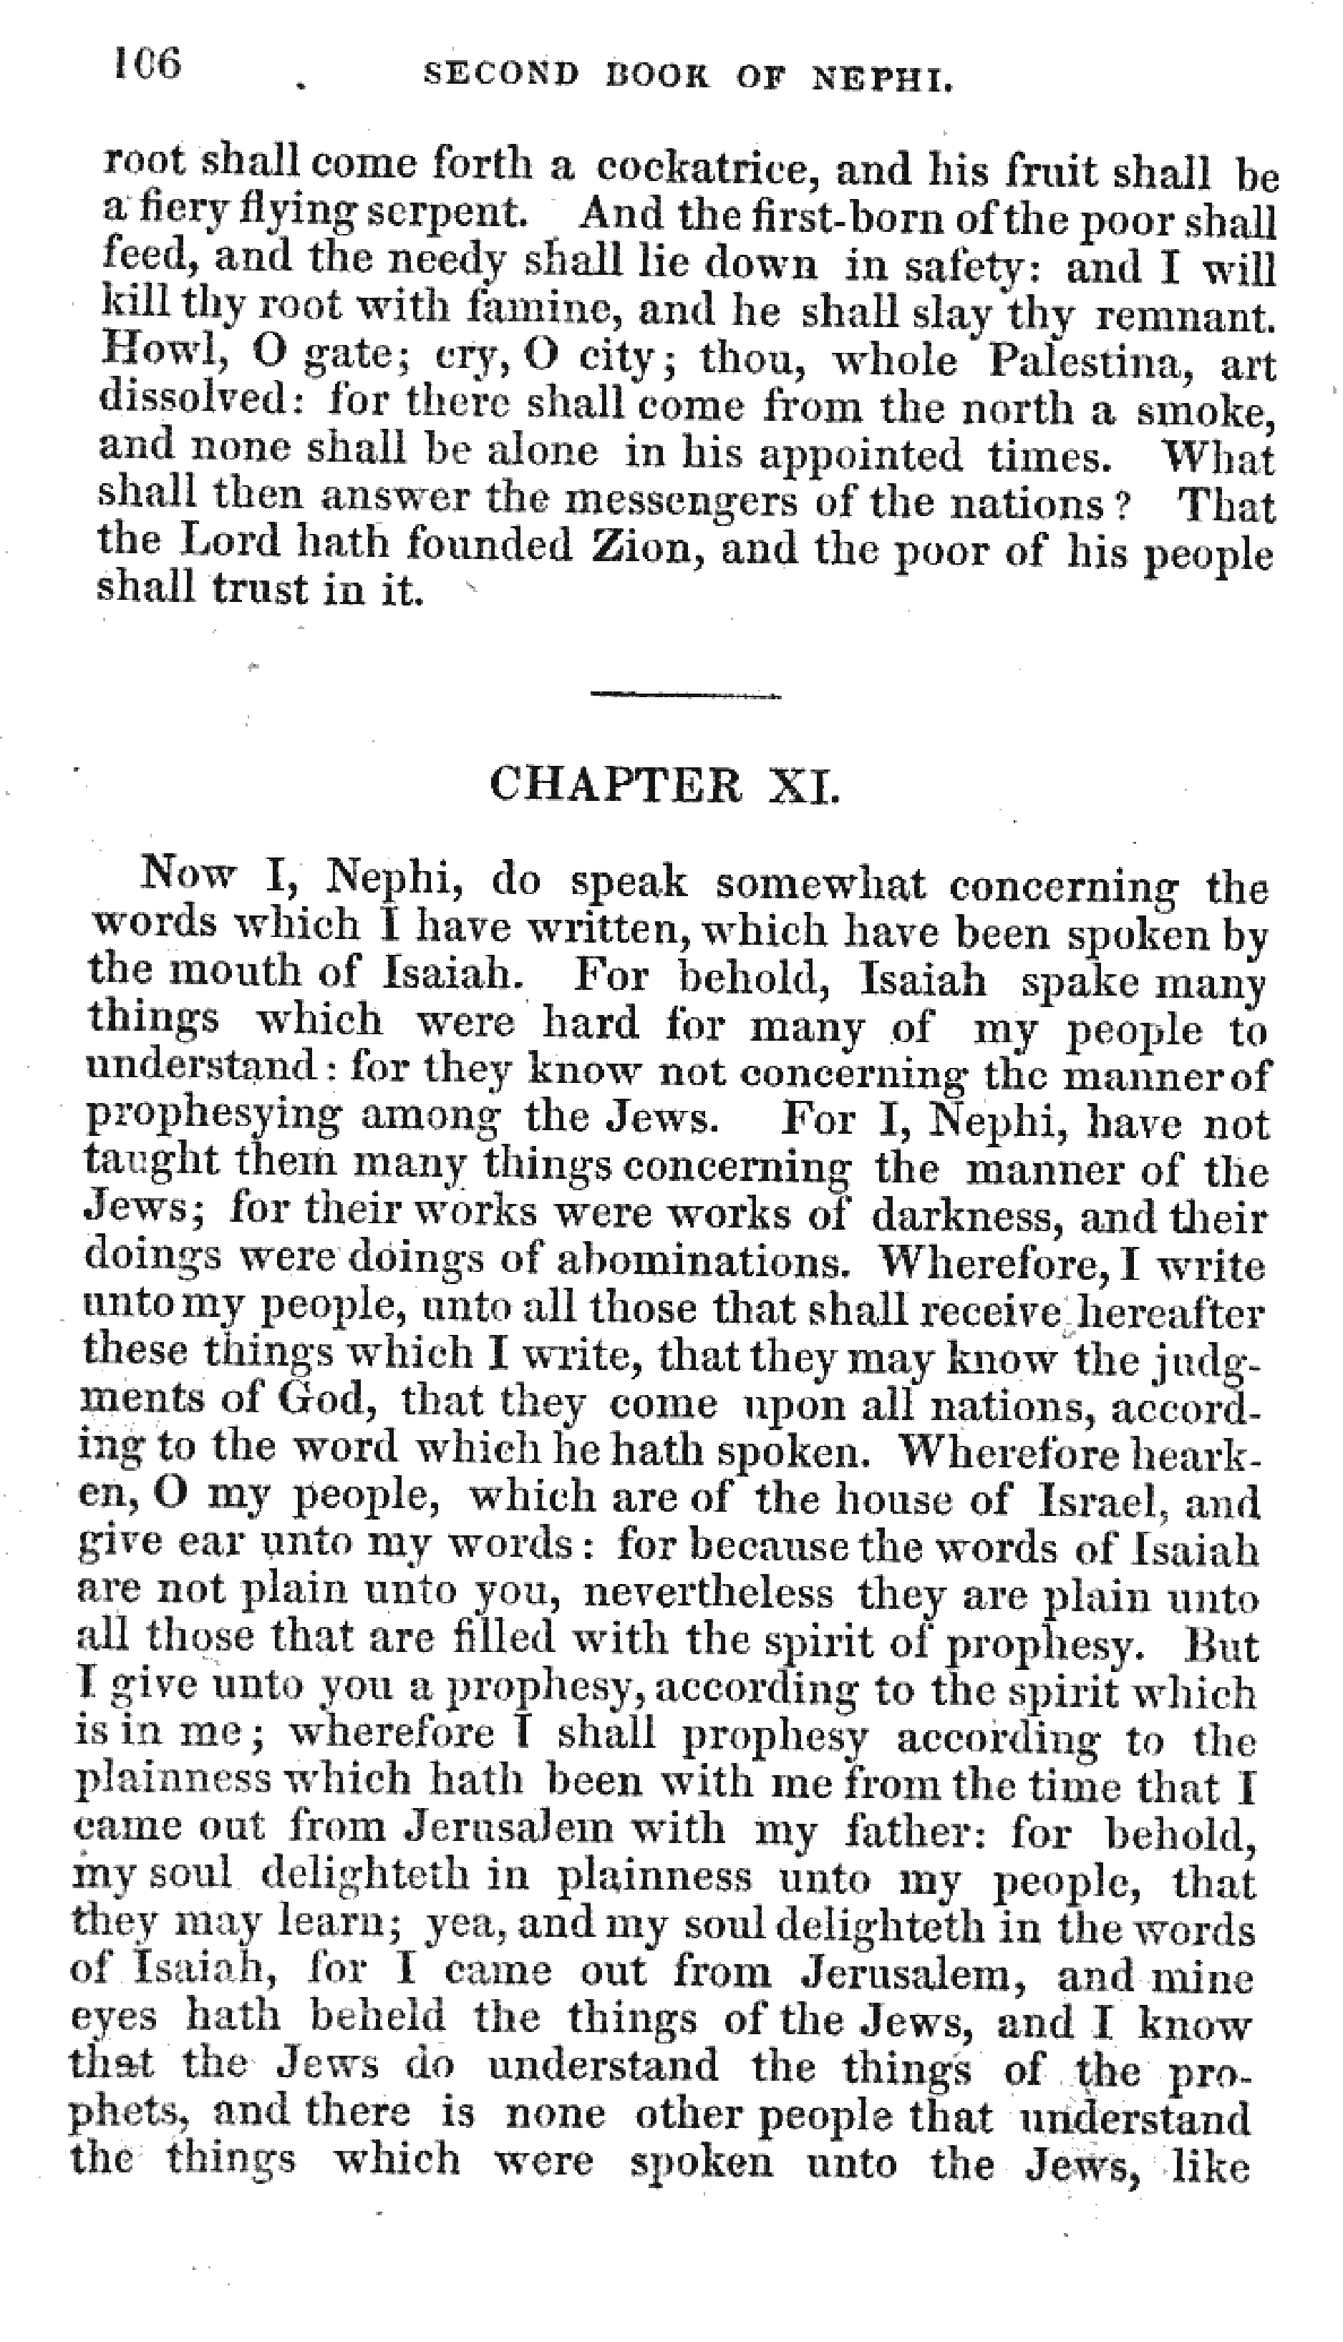 106
SECOND BOOK OF NEPHI.
root shall come forth a cockatrice, and his fruit shall be
a fiery flying serpent. And the first-born of the poor shall
feed, and the needy shall lie down in safety: and I will
kill thy root with famine, and he shall slay thy remnant.
Howl, O gate; cry, O city; thou, whole Palestina, art
dissolved: for there shall come from the north a smoke,
and none shall be alone in his appointed times. What
shall then answer the messengers of the nations? That
the Lord hath founded Zion, and the poor of his people
shall trust in it.
CHAPTER XI.
Now I, Nephi, do speak somewhat concerning the
words which I have written, which have been spoken by
the mouth of Isaiah. For behold, Isaiah spake many
things which were hard for many of my people to
understand: for they know not concerning the manner of
prophesying among the Jews. For I, Nephi, have not
taught them many things concerning the manner of the
Jews; for their works were works of darkness, and their
doings were doings of abominations. Wherefore, I write
unto my people, unto all those that shall receive hereafter
these things which I write, that they may know the judg-
ments of God, that they come upon all nations, accord-
ing to the word which he hath spoken. Wherefore heark-
en, O my people, which are of the house of Israel, and
give ear unto my words: for because the words of Isaiah
are not plain unto you, nevertheless they are plain unto
all those that are filled with the spirit of prophesy. But
I give unto you a prophesy, according to the spirit which
is in me; wherefore I shall prophesy according to the
plainness which hath been with me from the time that I
came out from Jerusalem with my father: for behold,
my soul delighteth in plainness unto my people, that
they may learn; yea, and my soul delighteth in the words
of Isaiah, for I came out from Jerusalem, and mine
eyes hath beheld the things of the Jews, and I know
that the Jews do understand the things of the pro-
phets, and there is none other people that understand
the things which were spoken unto the Jews, like